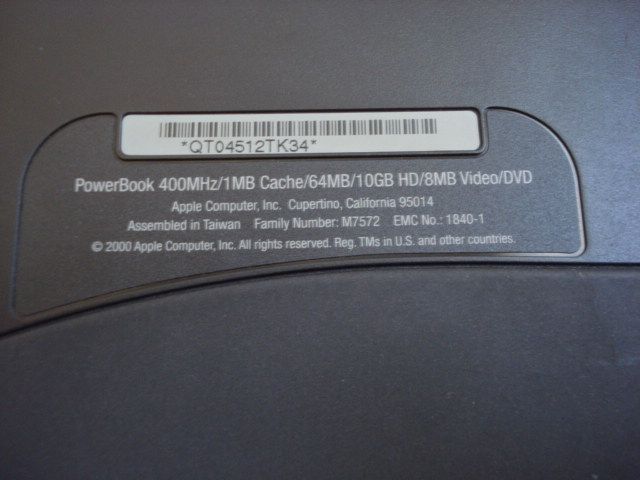 *QT04512TK34*
PowerBook 400MHz/1MB Cache/64MB/10GB HD/8MB Video/DVD
Apple Computer, Inc. Cupertino, California 95014
Assembled in Taiwan Family Number: M7572 EMC No.: 1840-1
© 2000 Apple Computer, Inc. All rights reserved. Reg. TMs in U.S. and other countries.